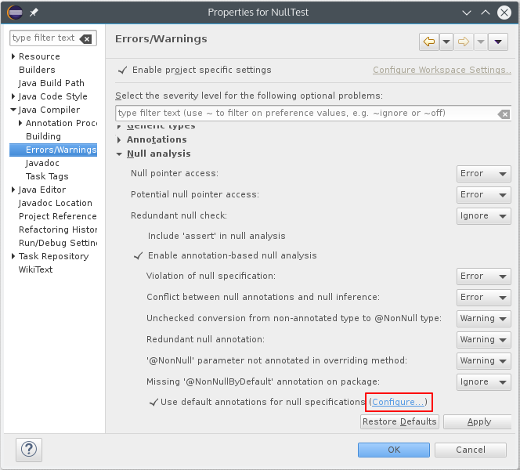 Properties for NullTest
type filter text
Errors/Warnings
Resource
Builders
Java Build Path
Java Code Style
Java Compiler
Annotation Proc
Building
Errors/Warnings
Javadoc
Task Tags
Java Editor
Javadoc Location
Project Reference
Refactoring Histor
Run/Debug Settin
Task Repository
WikiText
Enable project specific settings
Configure Workspace Settings..
Select the severity level for the following optional problems:
type filter text (use ~ to filter on preference values, e.g. ~ignore or ~off)
Generic types
Annotations
Null analysis
Null pointer access: Error
Potential null pointer access: Error
Redundant null check: Ignore
Include 'assert' in null analysis
Enable annotation-based null analysis
Violation of null specification: Error
Conflict between null annotations and null inference: Error
Unchecked conversion from non-annotated type to @NonNull type: Warning
Redundant null annotation: Warning
'@NonNull' parameter not annotated in overriding method: Warning
Missing '@NonNullByDefault' annotation on package: Ignore
Use default annotations for null specifications (Configure...)
Restore Defaults
Apply
?
OK
Cancel